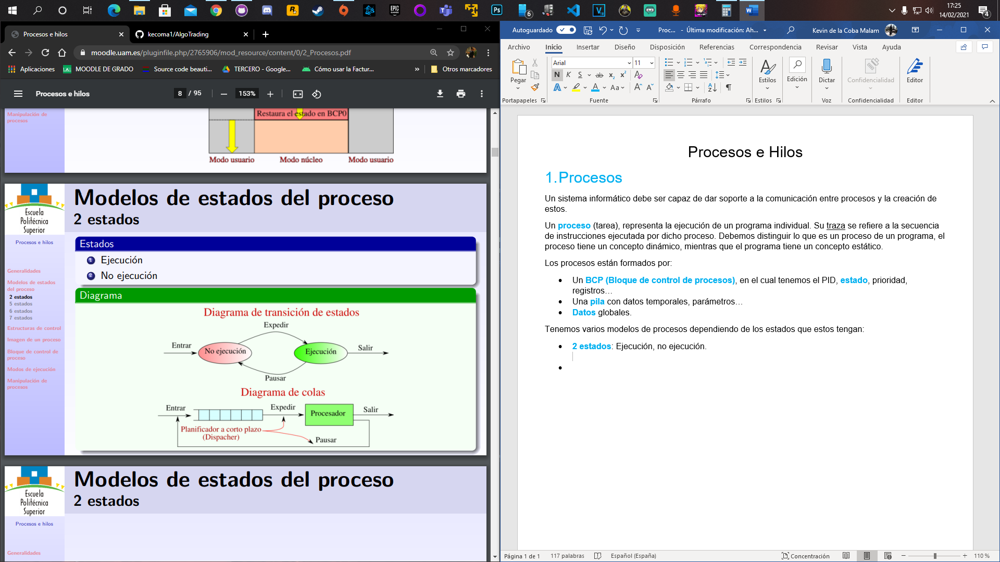 17:25
14/02/2021
6
4
Procesos e hilos
kecoma1/AlgoTrading
moodle.uam.es/pluginfile.php/2765906/mod_resource/content/0/2_Procesos.pdf
Aplicaciones
MOODLE DE GRADO
Source code beauti...
TERCERO - Google...
Cómo usar la Factur...
»
Otros marcadores
Procesos e hilos
8 / 95
153%
Manipulación de
procesos
Restaura el estado en BCP0
Modo usuario
Modo núcleo
Modo usuario
Escuela
Politécnica
Superior
Modelos de estados del proceso
2 estados
Procesos e hilos
Generalidades
Modelos de estados
del proceso
2 estados
5 estados
6 estados
7 estados
Estructuras de control
Imagen de un proceso
Bloque de control de
proceso
Modos de ejecución
Manipulación de
procesos
Estados
1 Ejecución
2 No ejecución
Diagrama
Diagrama de transición de estados
Expedir
Entrar
No ejecución
Ejecución
Salir
Pausar
Diagrama de colas
Entrar
Expedir
Procesador
Salir
Planificador a corto plazo
(Dispacher)
Pausar
Escuela
Politécnica
Superior
Modelos de estados del proceso
2 estados
Procesos e hilos
Generalidades
Autoguardado
Proc... - Última modificación: Ah...
Kevin de la Coba Malam
Archivo
Inicio
Insertar
Diseño
Disposición
Referencias
Correspondencia
Revisar
Vista
Ayuda
Pegar
Arial
11
N K S ab x₂ x²
A A Aa A A
Estilos
Edición
Dictar
Confidencialidad
Editor
Portapapeles
Fuente
Párrafo
Estilos
Voz
Confidencialidad
Editor
Procesos e Hilos
1. Procesos
Un sistema informático debe ser capaz de dar soporte a la comunicación entre procesos y la creación de
estos.
Un proceso (tarea), representa la ejecución de un programa individual. Su traza se refiere a la secuencia
de instrucciones ejecutada por dicho proceso. Debemos distinguir lo que es un proceso de un programa, el
proceso tiene un concepto dinámico, mientras que el programa tiene un concepto estático.
Los procesos están formados por:
• Un BCP (Bloque de control de procesos), en el cual tenemos el PID, estado, prioridad,
registros…
• Una pila con datos temporales, parámetros…
• Datos globales.
Tenemos varios modelos de procesos dependiendo de los estados que estos tengan:
• 2 estados: Ejecución, no ejecución.
•
Página 1 de 1
117 palabras
Español (España)
Concentración
110 %